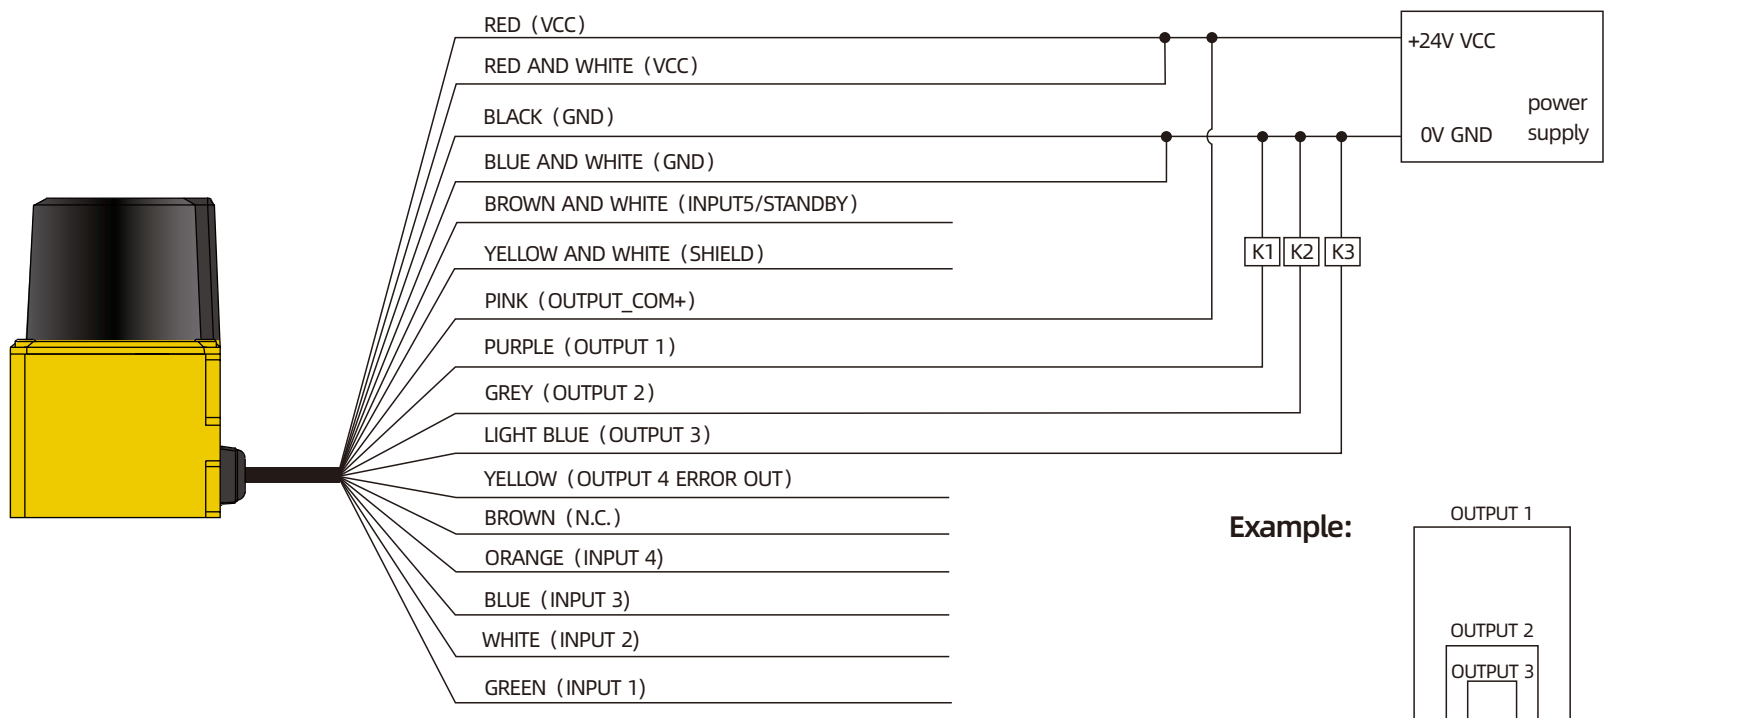 RED (VCC)
RED AND WHITE (VCC)
BLACK (GND)
BLUE AND WHITE (GND)
BROWN AND WHITE (INPUT5/STANDBY)
YELLOW AND WHITE (SHIELD)
PINK (OUTPUT_COM+)
PURPLE (OUTPUT 1)
GREY (OUTPUT 2)
LIGHT BLUE (OUTPUT 3)
YELLOW (OUTPUT 4 ERROR OUT)
BROWN (N.C.)
ORANGE (INPUT 4)
BLUE (INPUT 3)
WHITE (INPUT 2)
GREEN (INPUT 1)
+24V VCC
power
supply
0V GND
K1 K2 K3
Example:
OUTPUT 1
OUTPUT 2
OUTPUT 3